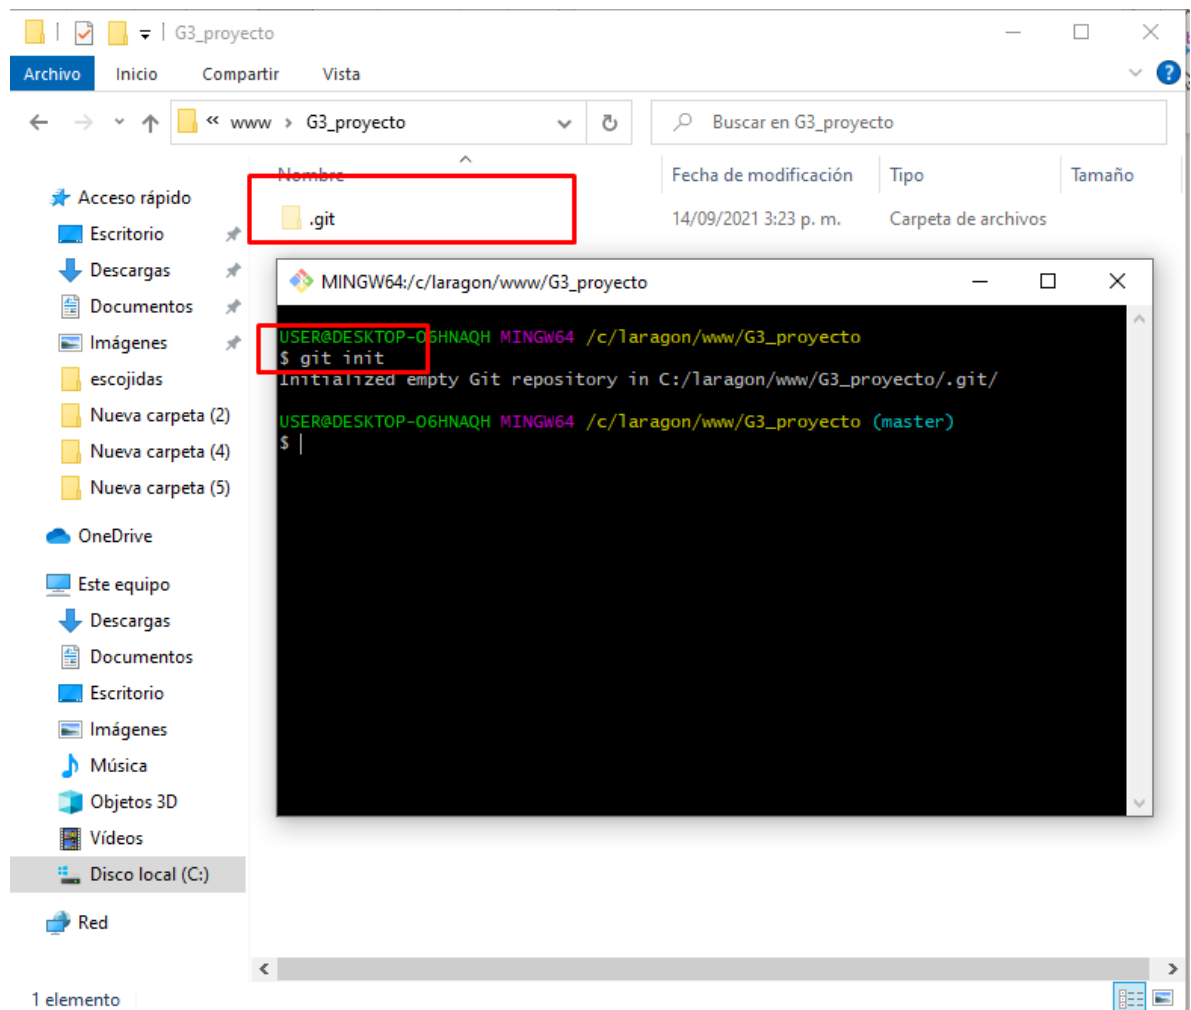 G3_proyecto
Archivo Inicio Compartir Vista
« www > G3_proyecto Buscar en G3_proyecto
Nombre Fecha de modificación Tipo Tamaño
.git 14/09/2021 3:23 p. m. Carpeta de archivos
Acceso rápido
Escritorio
Descargas
Documentos
Imágenes
escojidas
Nueva carpeta (2)
Nueva carpeta (4)
Nueva carpeta (5)
OneDrive
Este equipo
Descargas
Documentos
Escritorio
Imágenes
Música
Objetos 3D
Vídeos
Disco local (C:)
Red
1 elemento
MINGW64:/c/laragon/www/G3_proyecto
USER@DESKTOP-O6HNAQH MINGW64 /c/laragon/www/G3_proyecto
$ git init
Initialized empty Git repository in C:/laragon/www/G3_proyecto/.git/
USER@DESKTOP-O6HNAQH MINGW64 /c/laragon/www/G3_proyecto (master)
$